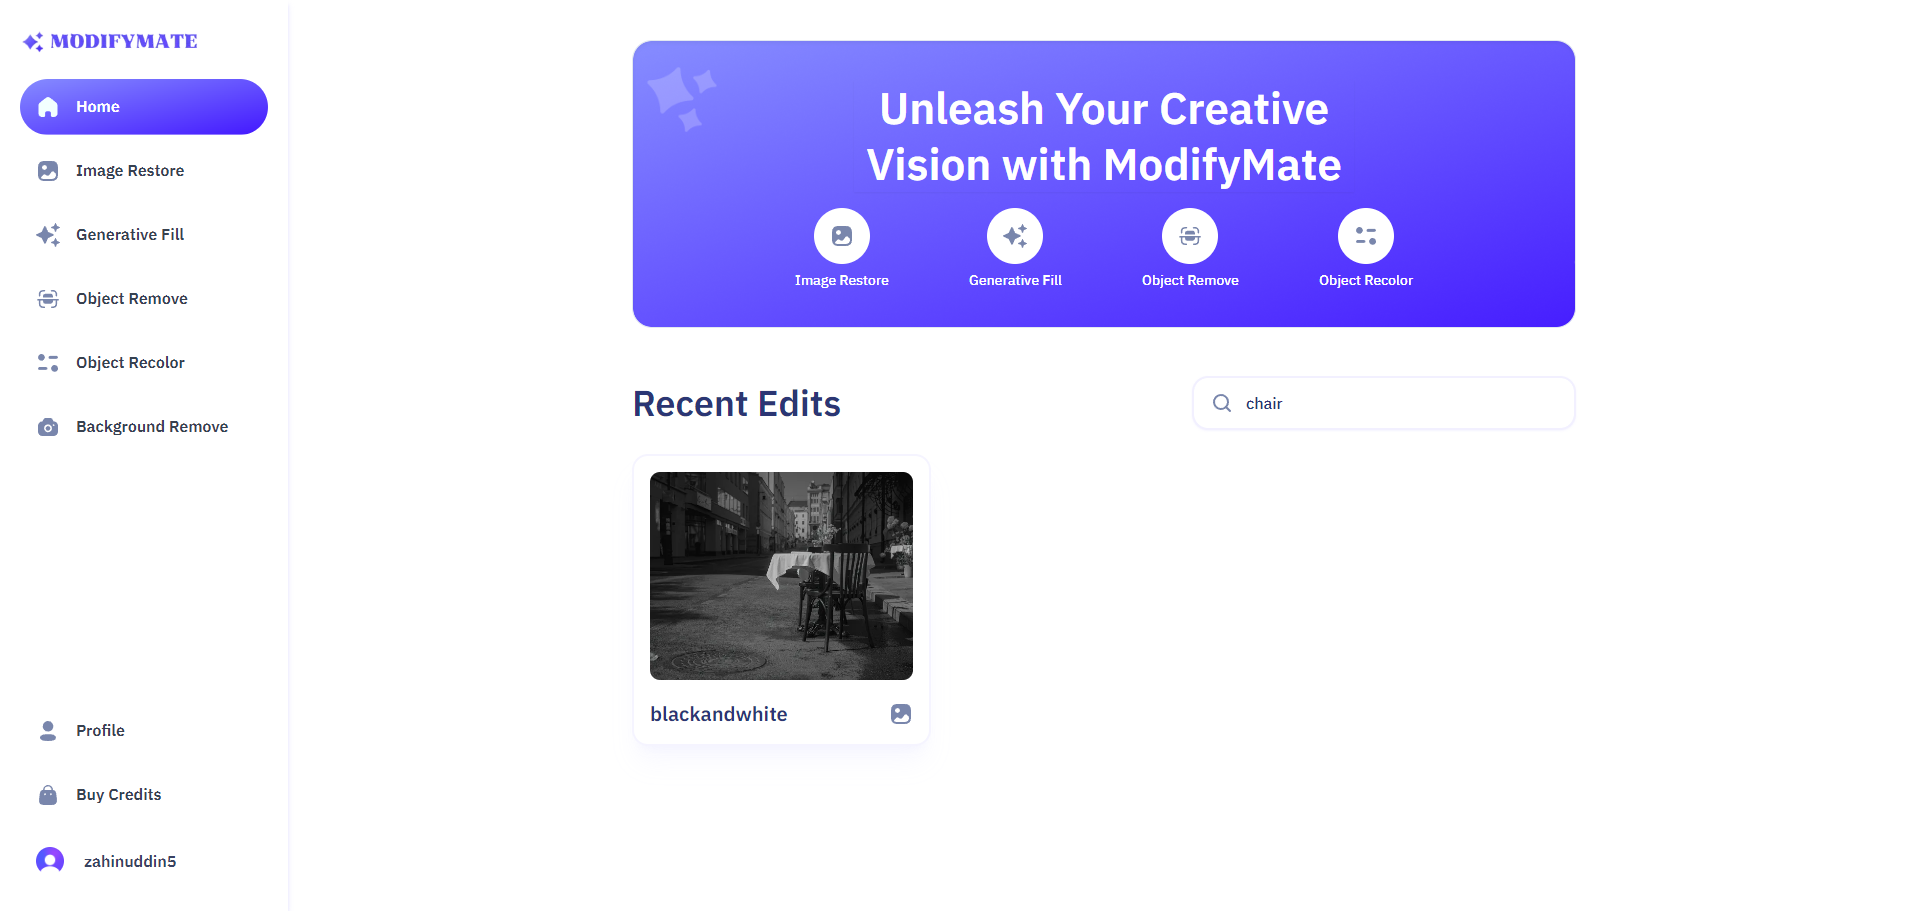 MODIFYMATE
Home
Image Restore
Generative Fill
Object Remove
Object Recolor
Background Remove
Profile
Buy Credits
zahinuddin5
Unleash Your Creative
Vision with ModifyMate
Image Restore
Generative Fill
Object Remove
Object Recolor
Recent Edits
chair
blackandwhite